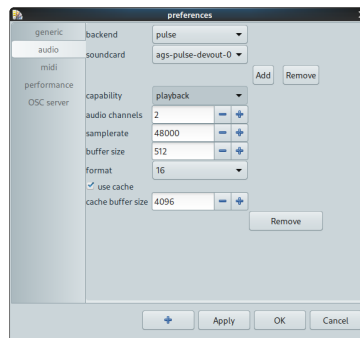 preferences
generic
audio
midi
performance
OSC server
backend pulse
soundcard ags-pulse-devout-0
Add Remove
capability playback
audio channels 2
samplerate 48000
buffer size 512
format 16
use cache
cache buffer size 4096
Remove
Apply OK Cancel